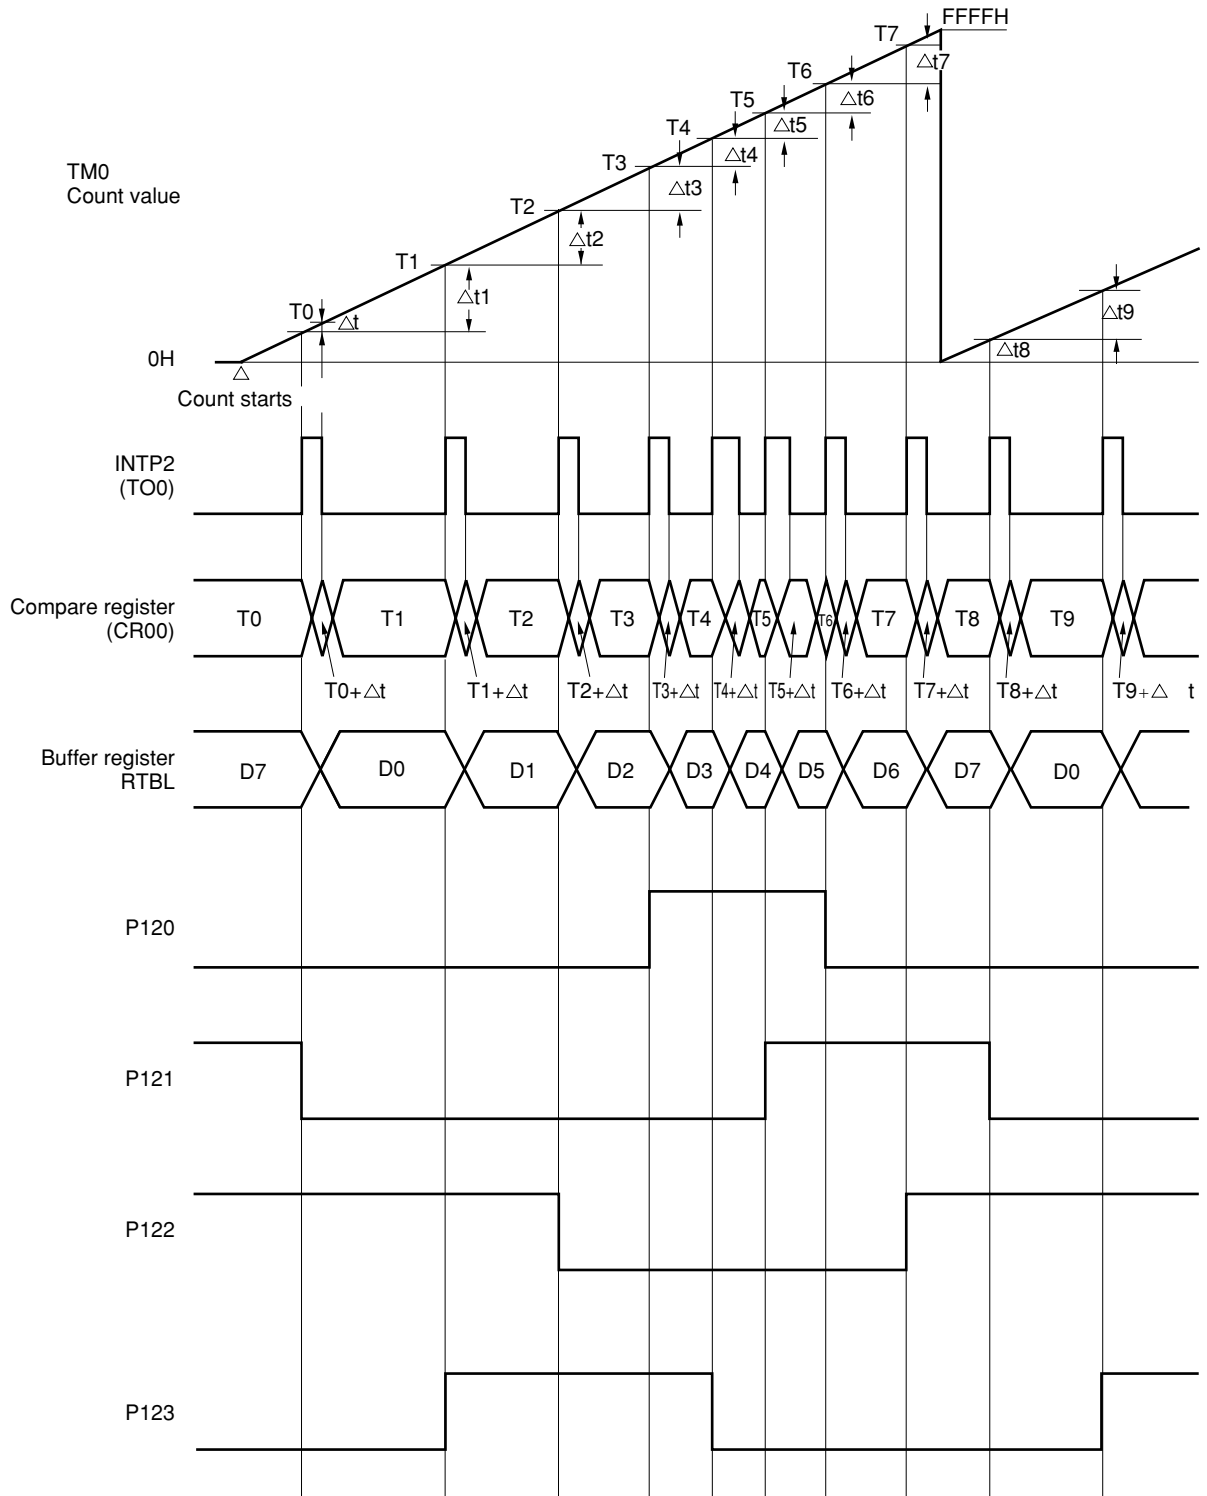 FFFFH
T7
△t7
T6
△t6
T5
△t5
T4
△t4
T3
△t3
TM0
Count value
T2
△t2
T1
△t1
T0
△t
△t9
△t8
0H
△
Count starts
INTP2
(TO0)
Compare register
(CR00)
T0 T1 T2 T3 T4 T5 T6 T7 T8 T9
T0+△t T1+△t T2+△t T3+△t T4+△t T5+△t T6+△t T7+△t T8+△t T9+△ t
Buffer register
RTBL
D7 D0 D1 D2 D3 D4 D5 D6 D7 D0
P120
P121
P122
P123